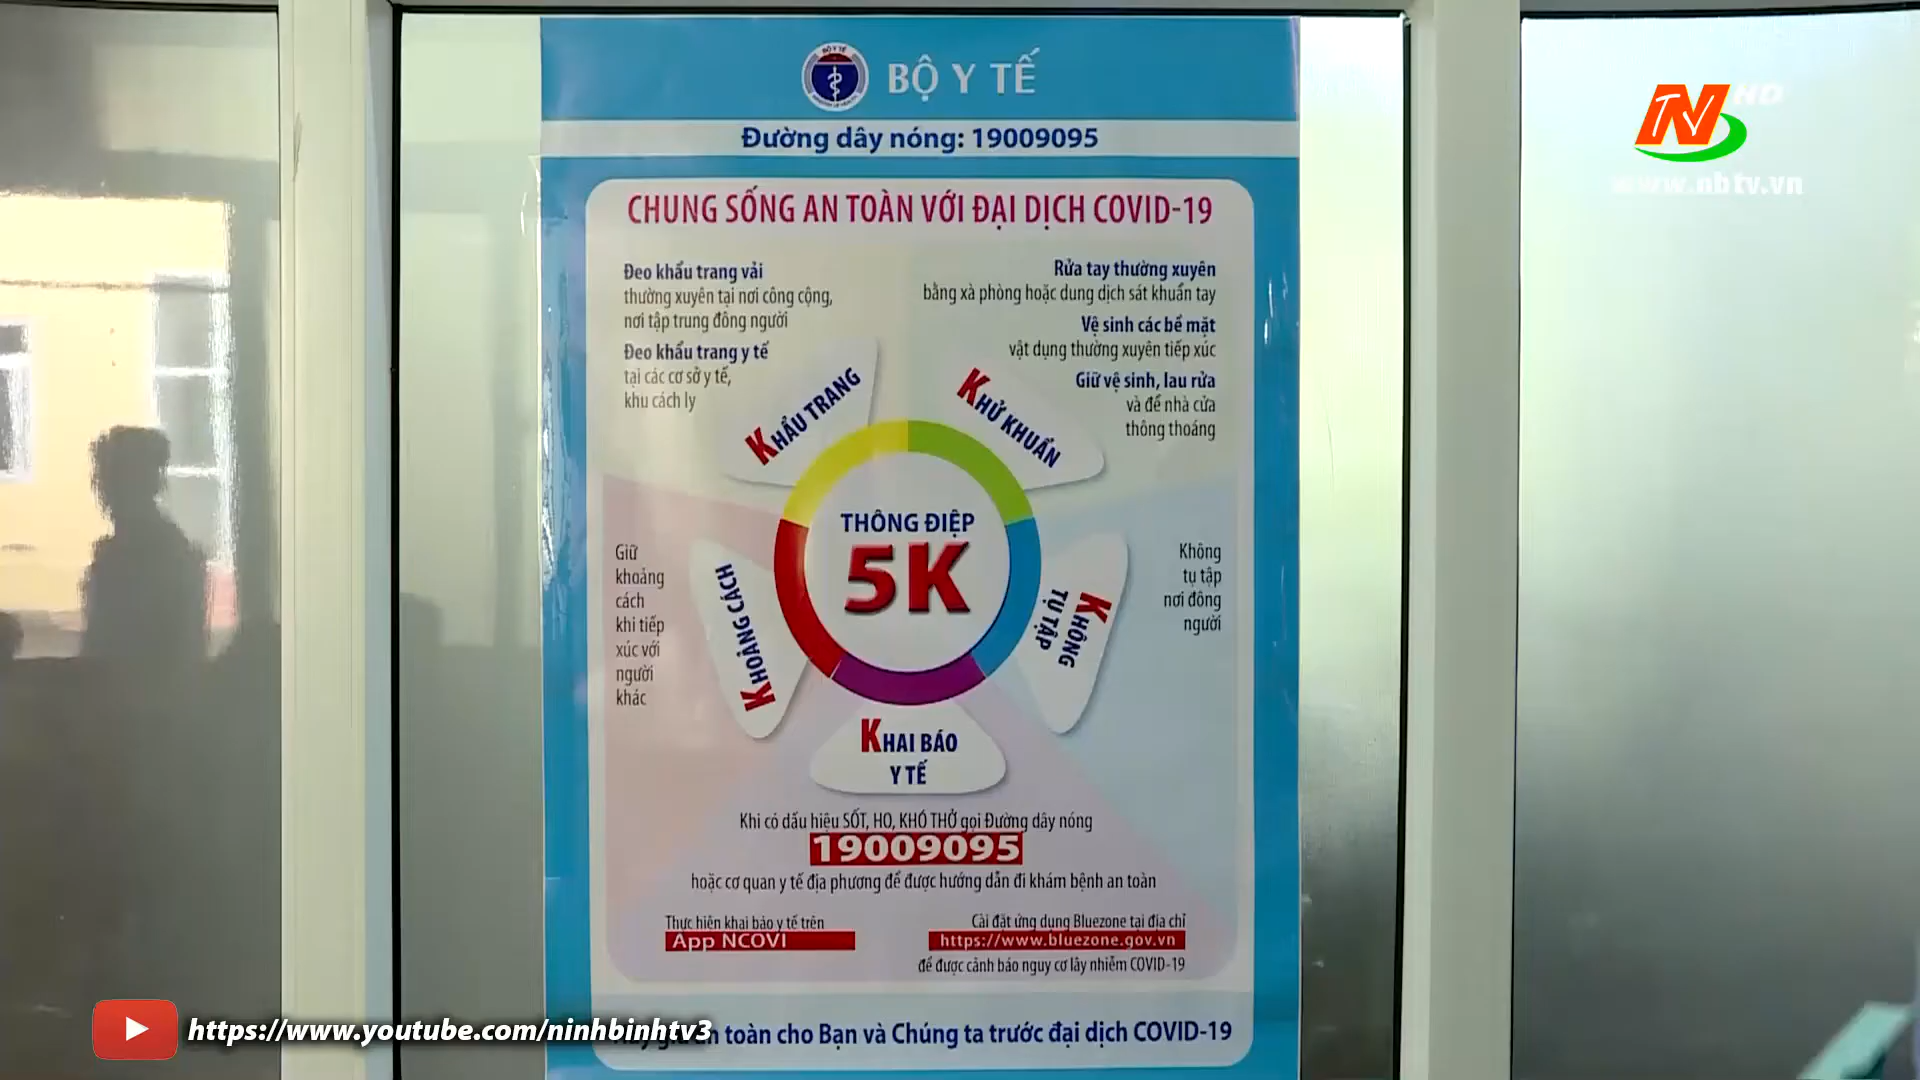 BỘ Y TẾ
BỘ Y TẾ
Đường dây nóng: 19009095
CHUNG SỐNG AN TOÀN VỚI ĐẠI DỊCH COVID-19
Đeo khẩu trang vải
thường xuyên tại nơi công cộng,
nơi tập trung đông người
Đeo khẩu trang y tế
tại các cơ sở y tế,
khu cách ly
Rửa tay thường xuyên
bằng xà phòng hoặc dung dịch sát khuẩn tay
Vệ sinh các bề mặt
vật dụng thường xuyên tiếp xúc
Giữ vệ sinh, lau rửa
và để nhà cửa
thông thoáng
KHẨU TRANG
KHỬ KHUẨN
THÔNG ĐIỆP
5K
Giữ
khoảng
cách
khi tiếp
xúc với
người
khác
KHOẢNG CÁCH
KHÔNG
TỤ TẬP
Không
tụ tập
nơi đông
người
KHAI BÁO
Y TẾ
Khi có dấu hiệu SỐT, HO, KHÓ THỞ gọi Đường dây nóng
19009095
hoặc cơ quan y tế địa phương để được hướng dẫn đi khám bệnh an toàn
Thực hiện khai báo y tế trên
App NCOVI
Cài đặt ứng dụng Bluezone tại địa chỉ
https://www.bluezone.gov.vn
để được cảnh báo nguy cơ lây nhiễm COVID-19
toàn cho Bạn và Chúng ta trước đại dịch COVID-19
https://www.youtube.com/ninhbinhtv3
NTV HD
www.nbtv.vn